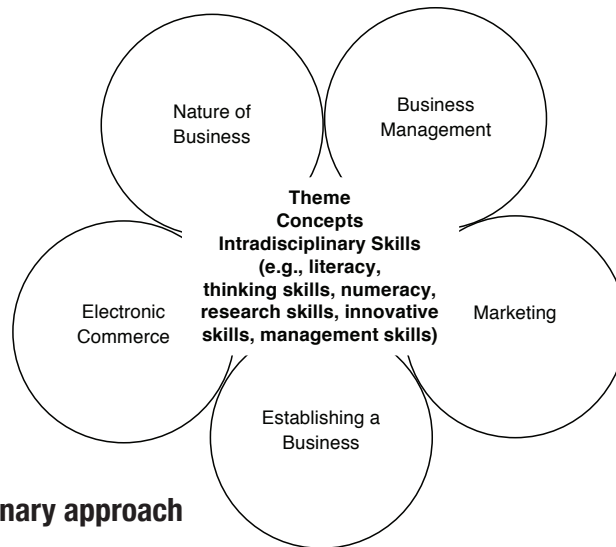 Nature of
Business
Business
Management
Theme
Concepts
Intradisciplinary Skills
(e.g., literacy,
thinking skills, numeracy,
research skills, innovative
skills, management skills)
Electronic
Commerce
Marketing
Establishing a
Business
nary approach